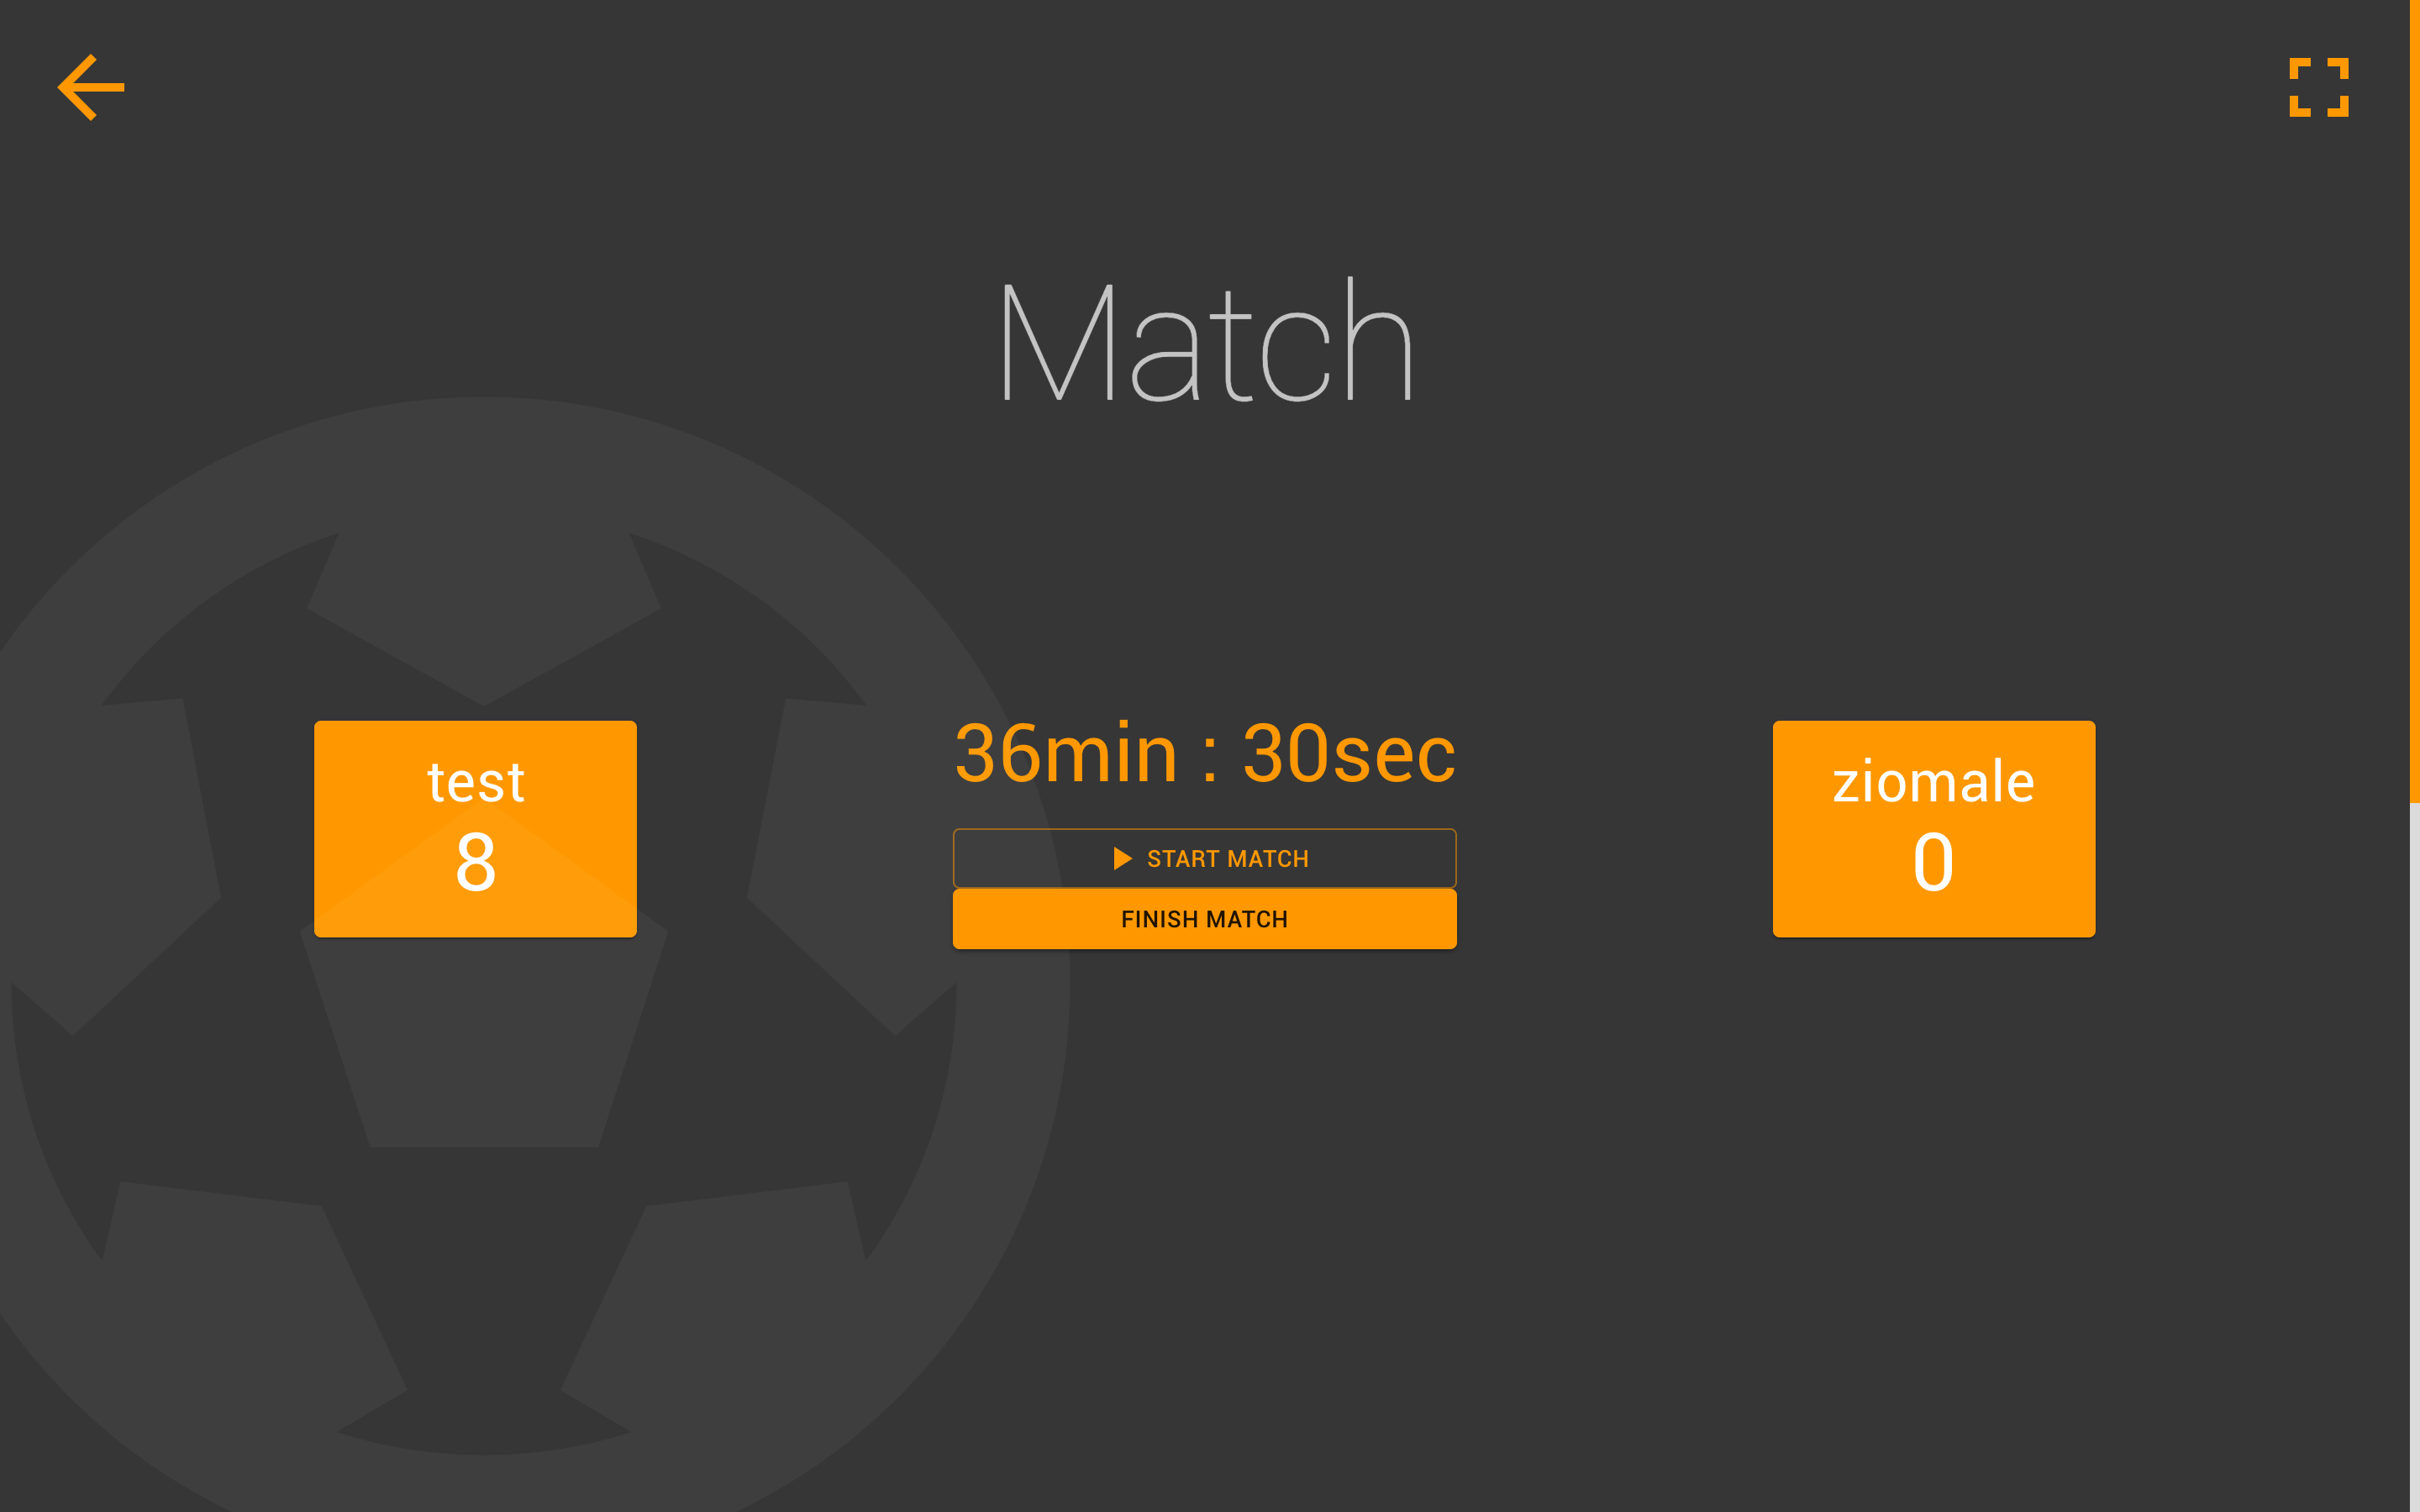 Match
test
8
36min : 30sec
START MATCH
FINISH MATCH
ziomale
0